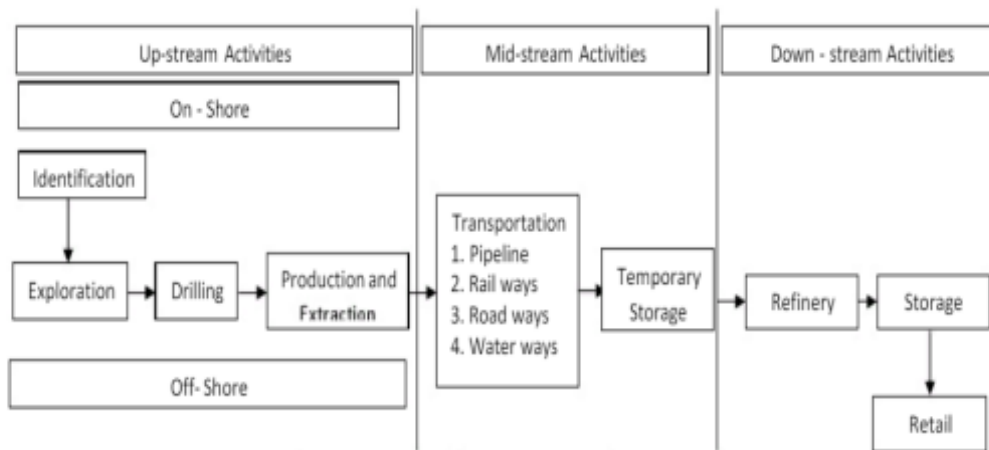 Up-stream Activities
Mid-stream Activities
Down - stream Activities
On - Shore
Identification
Exploration
Drilling
Production and
Extraction
Transportation
1. Pipeline
2. Rail ways
3. Road ways
4. Water ways
Temporary
Storage
Refinery
Storage
Retail
Off- Shore